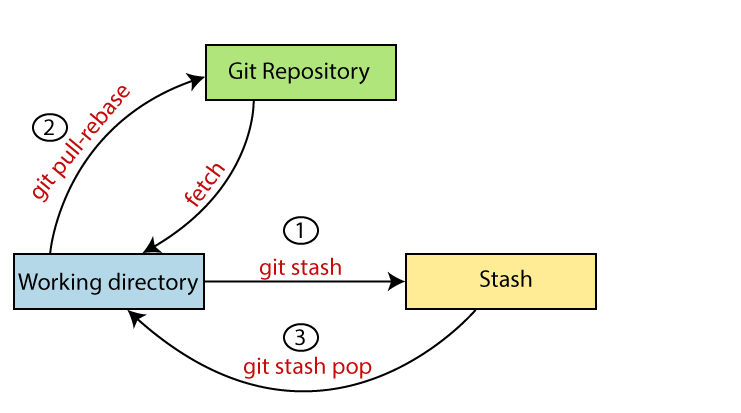 Git Repository
2
git pull-rebase
fetch
1
git stash
Working directory
Stash
3
git stash pop